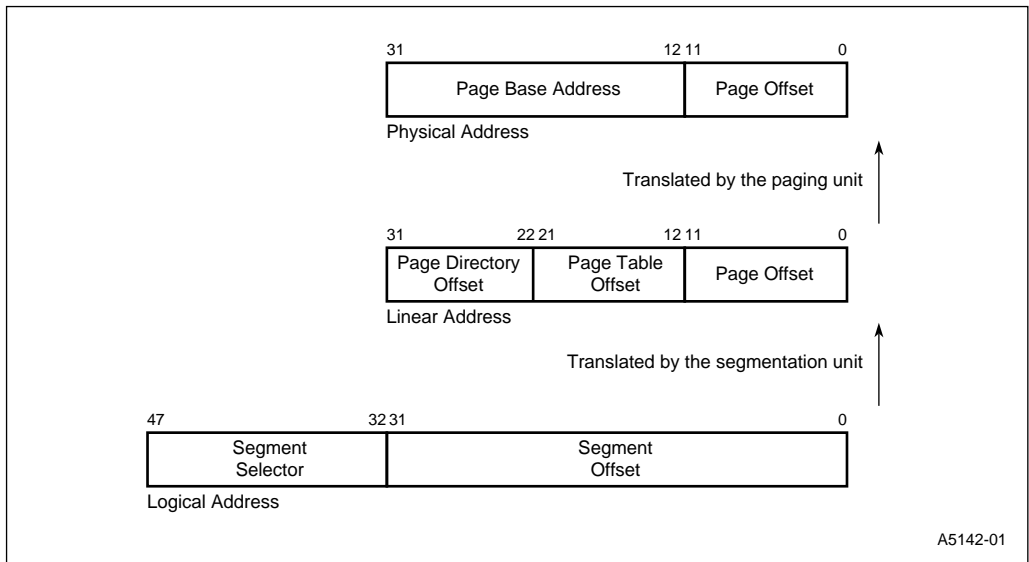 31 12 11 0
Page Base Address Page Offset
Physical Address
Translated by the paging unit
31 22 21 12 11 0
Page Directory Offset Page Table Offset Page Offset
Linear Address
Translated by the segmentation unit
47 32 31 0
Segment Selector Segment Offset
Logical Address
A5142-01